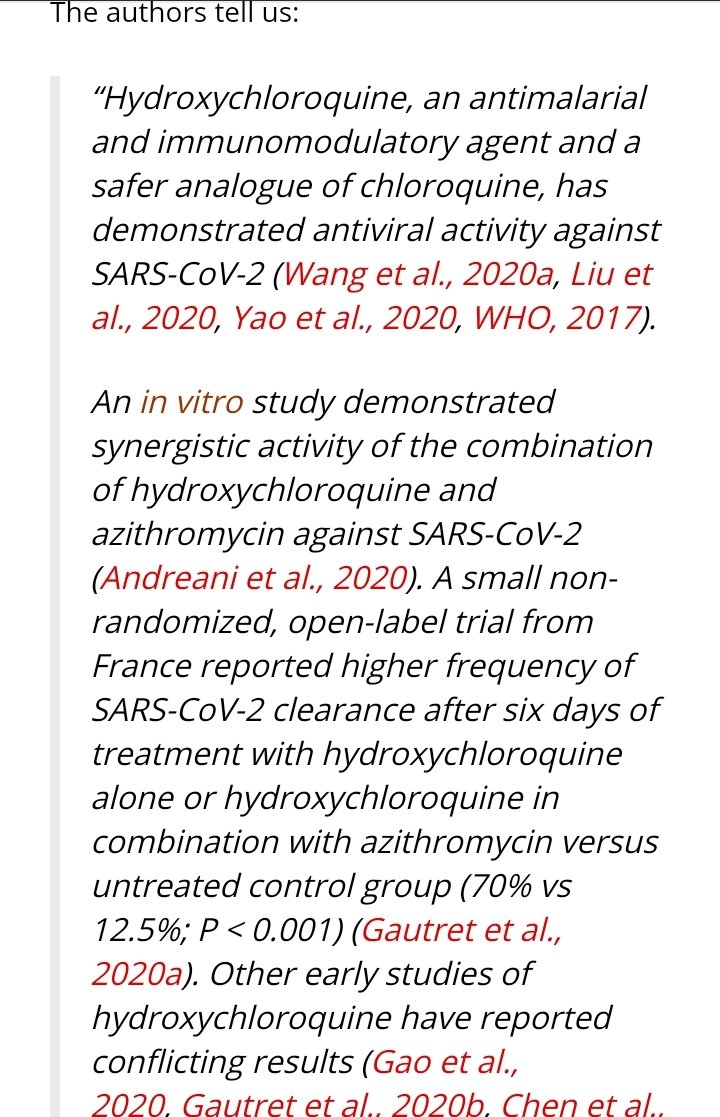 The authors tell us:
“Hydroxychloroquine, an antimalarial
and immunomodulatory agent and a
safer analogue of chloroquine, has
demonstrated antiviral activity against
SARS-CoV-2 (Wang et al., 2020a, Liu et
al., 2020, Yao et al., 2020, WHO, 2017).
An in vitro study demonstrated
synergistic activity of the combination
of hydroxychloroquine and
azithromycin against SARS-CoV-2
(Andreani et al., 2020). A small non-
randomized, open-label trial from
France reported higher frequency of
SARS-CoV-2 clearance after six days of
treatment with hydroxychloroquine
alone or hydroxychloroquine in
combination with azithromycin versus
untreated control group (70% vs
12.5%; P < 0.001) (Gautret et al.,
2020a). Other early studies of
hydroxychloroquine have reported
conflicting results (Gao et al.,
2020, Gautret et al., 2020b, Chen et al.,